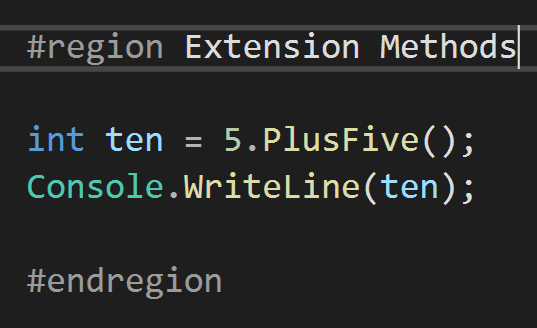 #region Extension Methods
int ten = 5.PlusFive();
Console.WriteLine(ten);
#endregion